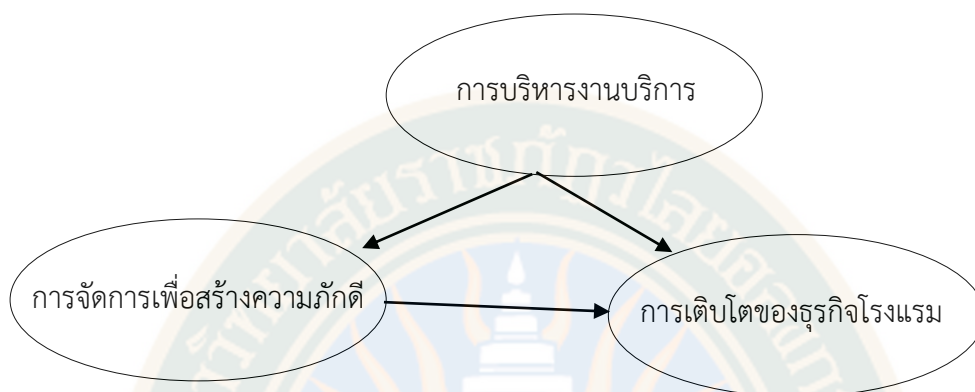 การบริหารงานบริการ
การจัดการเพื่อสร้างความภักดี
การเติบโตของธุรกิจโรงแรม